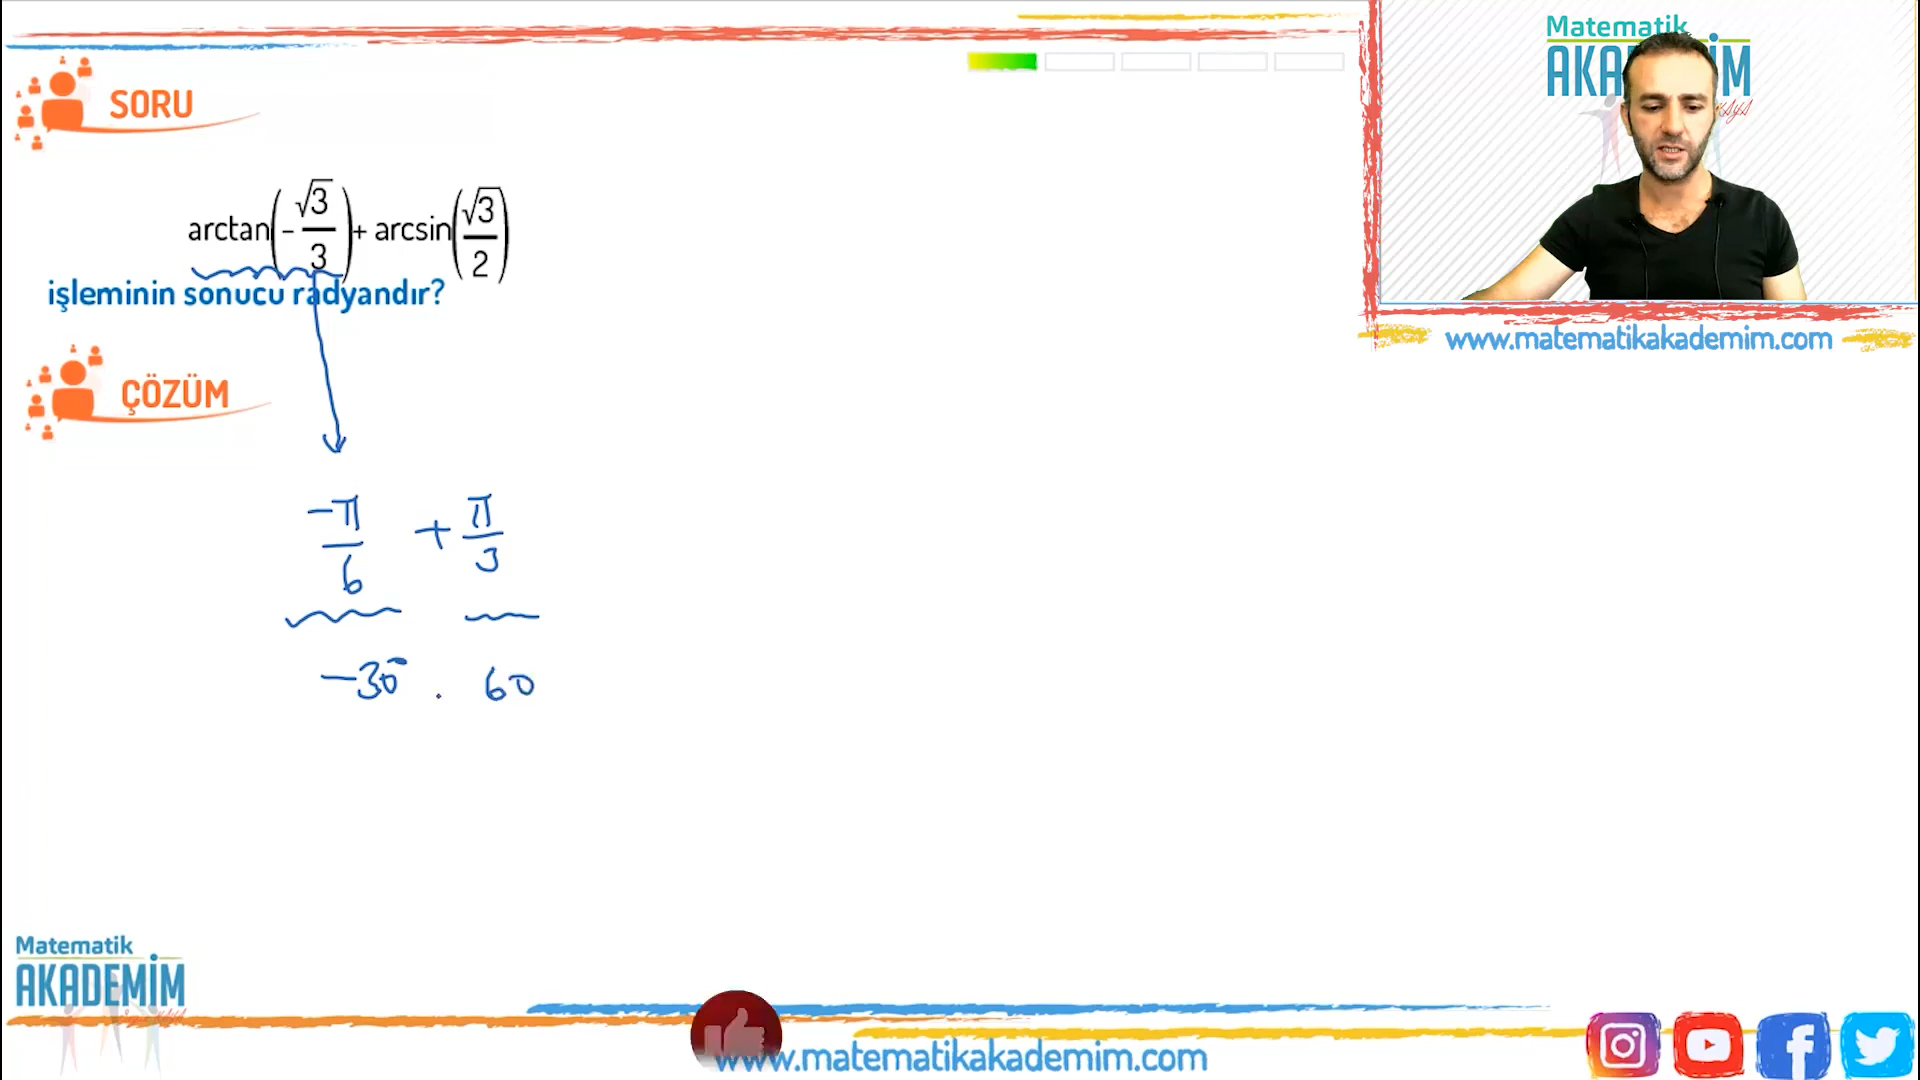 SORU
arctan(-√3/3) + arcsin(√3/2)
işleminin sonucu radyandır?
ÇÖZÜM
-π/6 + π/3
-30° . 60
Matematik
AKADEMİM
www.matematikakademim.com
Matematik
AKADEMİM
www.matematikakademim.com